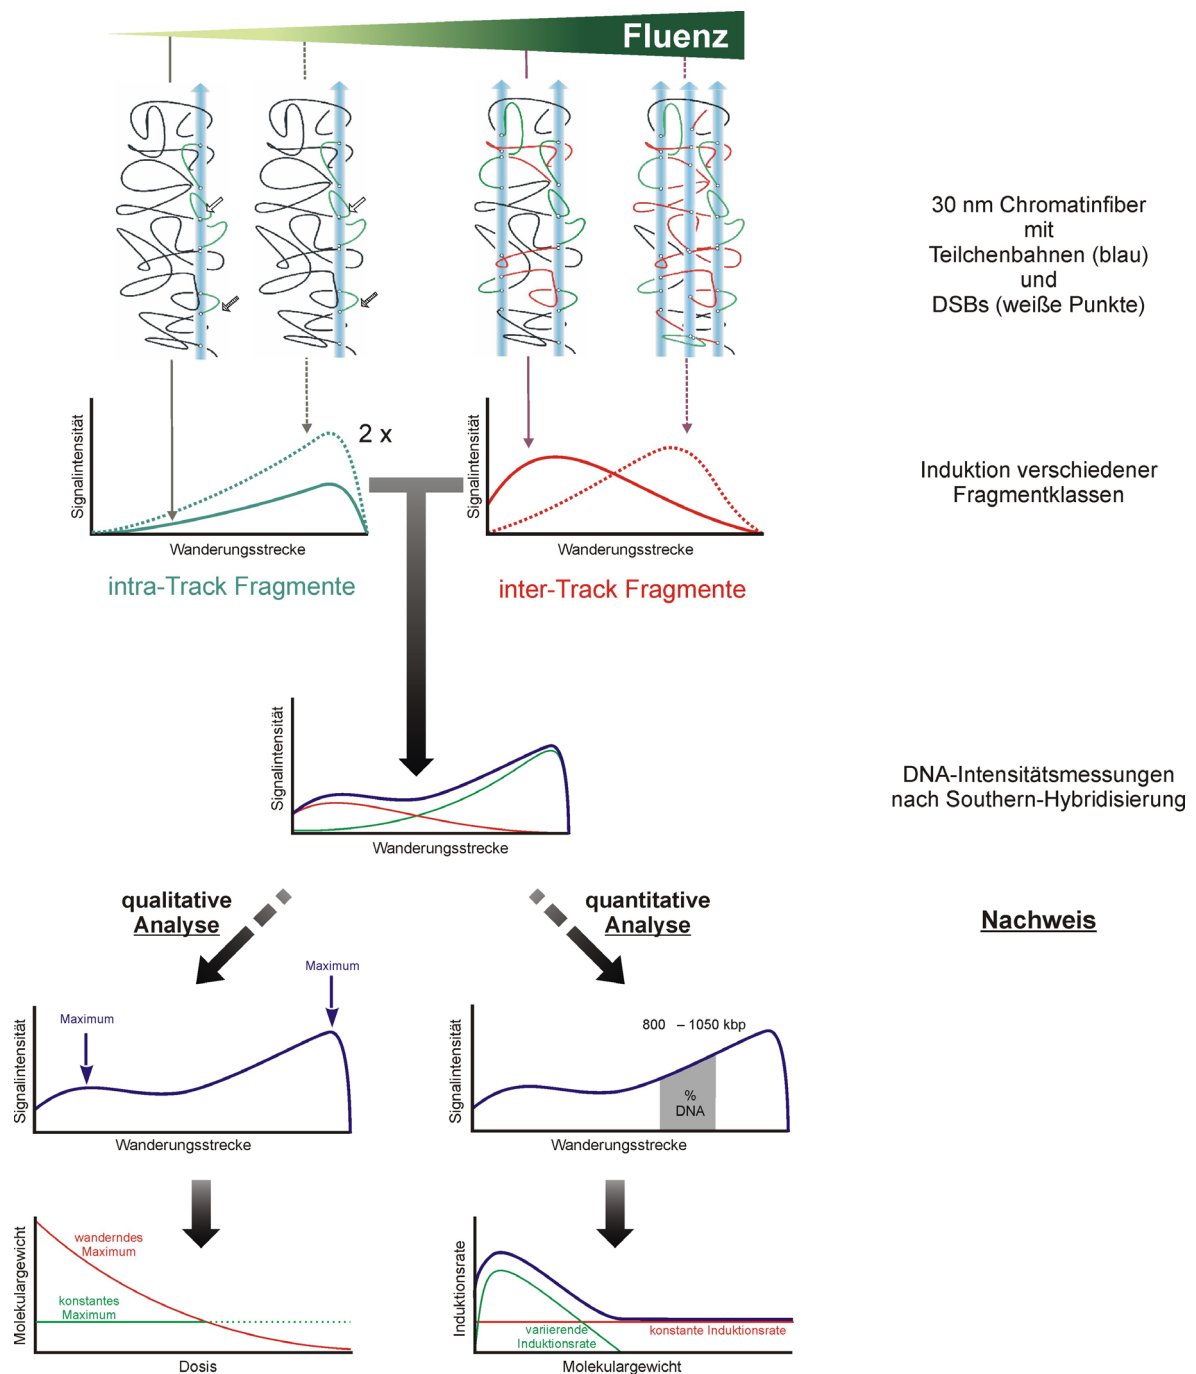 Fluenz
30 nm Chromatinfiber
mit
Teilchenbahnen (blau)
und
DSBs (weiße Punkte)
Signalintensität
2 x
Wanderungsstrecke
intra-Track Fragmente
Signalintensität
Wanderungsstrecke
inter-Track Fragmente
Induktion verschiedener
Fragmentklassen
Signalintensität
Wanderungsstrecke
DNA-Intensitätsmessungen
nach Southern-Hybridisierung
qualitative
Analyse
quantitative
Analyse
Nachweis
Signalintensität
Maximum
Maximum
Wanderungsstrecke
Signalintensität
800 – 1050 kbp
%
DNA
Wanderungsstrecke
Molekulargewicht
wanderndes
Maximum
konstantes
Maximum
Dosis
Induktionsrate
variierende
Induktionsrate
konstante Induktionsrate
Molekulargewicht